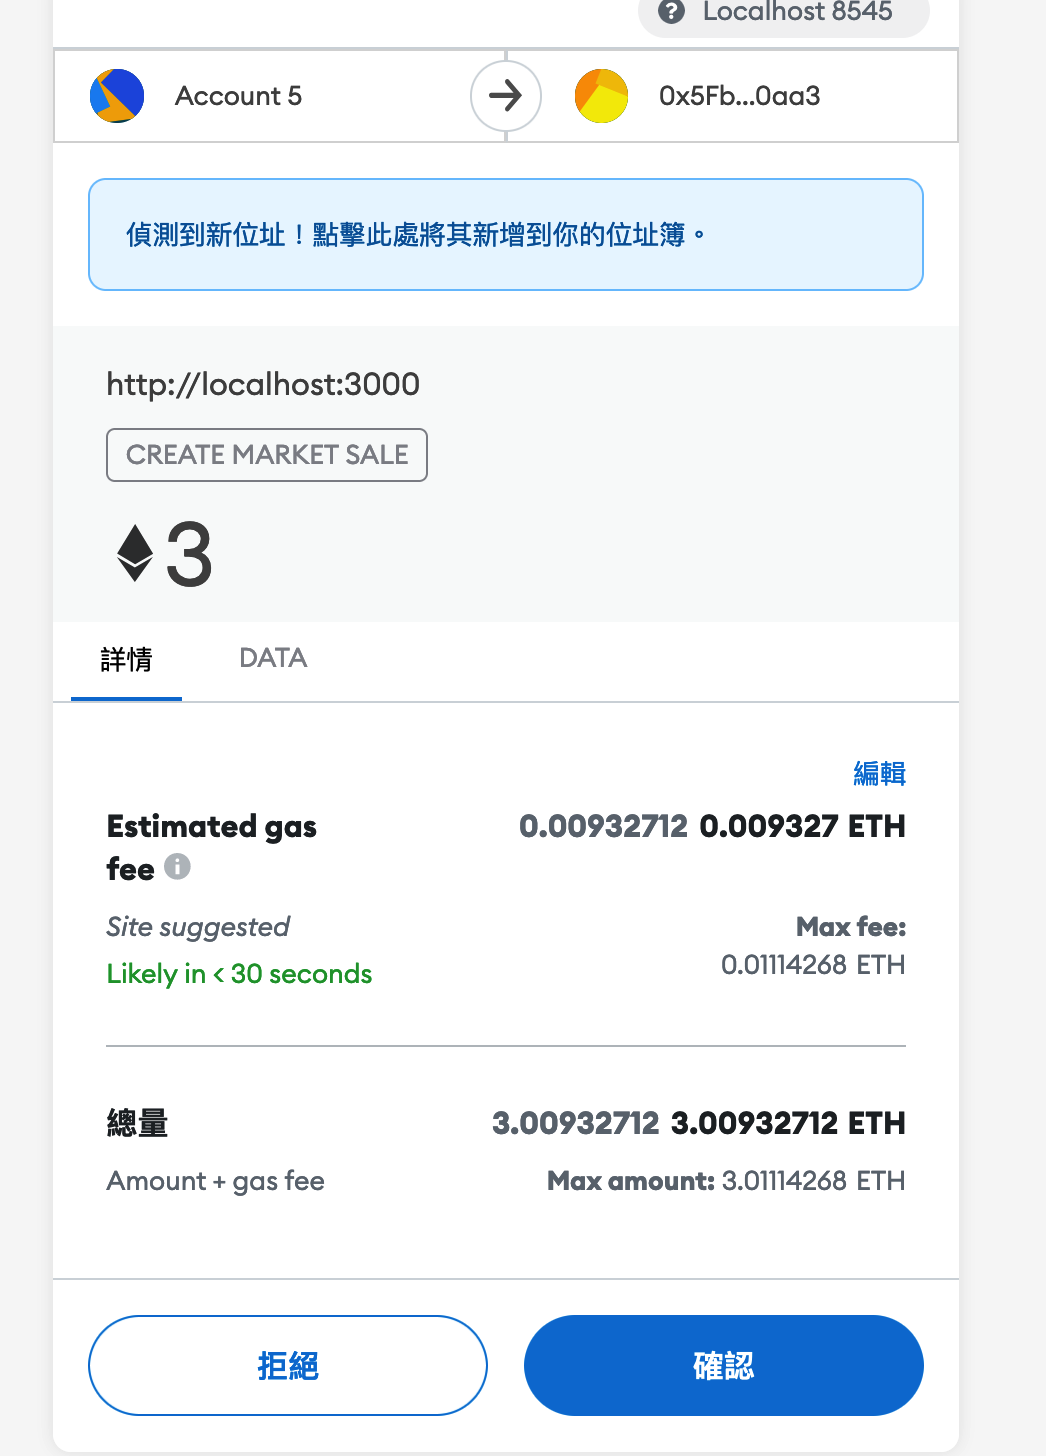 Localhost 8545
Account 5
0x5Fb...0aa3
偵測到新位址！點擊此處將其新增到你的位址簿。
http://localhost:3000
CREATE MARKET SALE
3
詳情
DATA
編輯
Estimated gas fee
0.00932712 0.009327 ETH
Site suggested
Max fee:
Likely in < 30 seconds
0.01114268 ETH
總量
3.00932712 3.00932712 ETH
Amount + gas fee
Max amount: 3.01114268 ETH
拒絕
確認